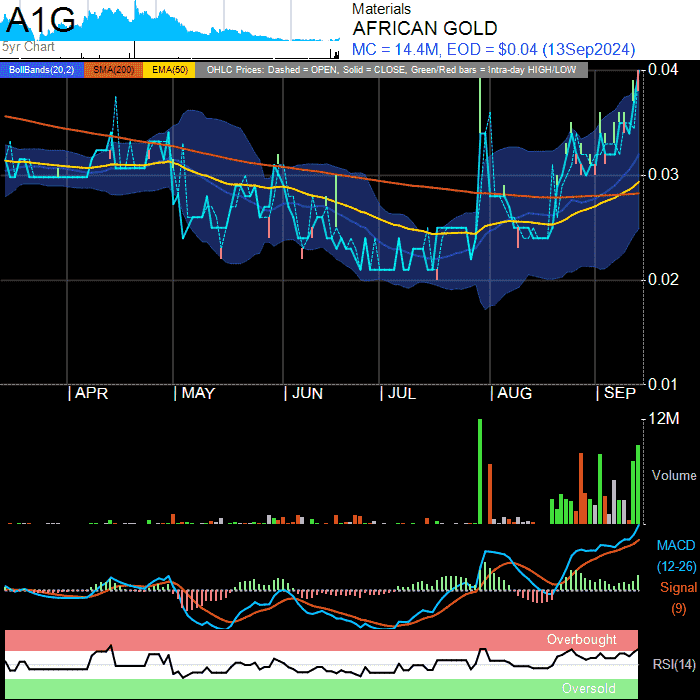 A1G
5yr Chart
Materials
AFRICAN GOLD
MC = 14.4M, EOD = $0.04 (13Sep2024)
BollBands(20,2) SMA(200) EMA(50) OHLC Prices: Dashed = OPEN, Solid = CLOSE, Green/Red bars = Intra-day HIGH/LOW
0.04
0.03
0.02
0.01
| APR | MAY | JUN | JUL | AUG | SEP
12M
Volume
MACD
(12-26)
Signal
(9)
Overbought
RSI(14)
Oversold